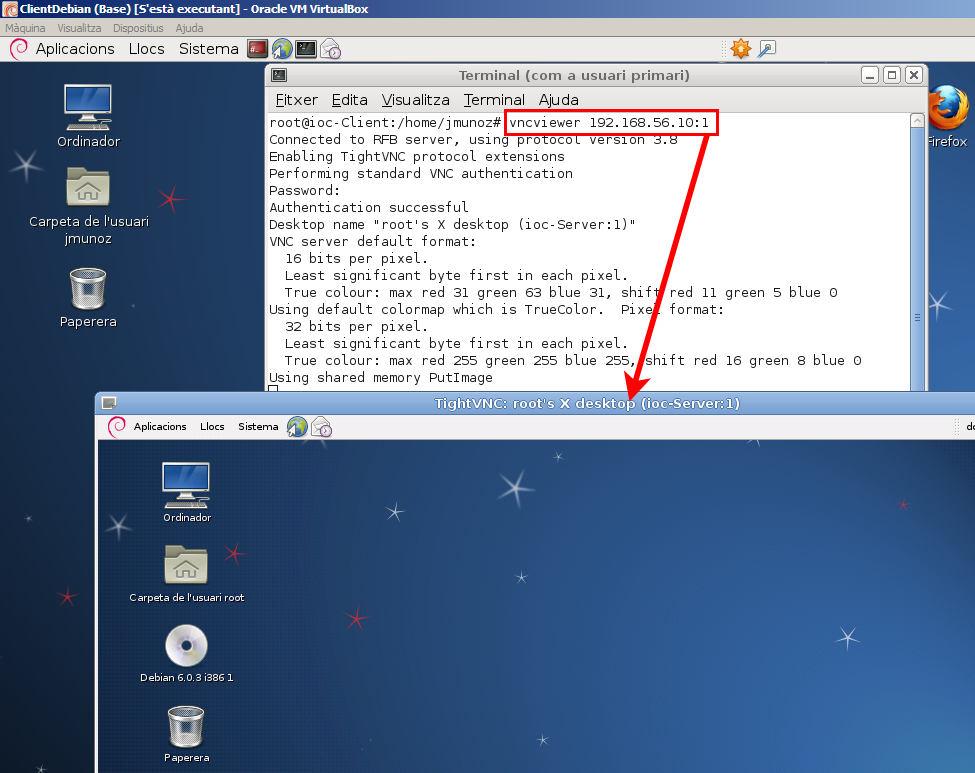 ClientDebian (Base) [S'està executant] - Oracle VM VirtualBox
Màquina Visualitza Dispositius Ajuda
Aplicacions Llocs Sistema
Terminal (com a usuari primari)
Fitxer Edita Visualitza Terminal Ajuda
root@ioc-Client:/home/jmunoz# vncviewer 192.168.56.10:1
Connected to RFB server, using protocol version 3.8
Enabling TightVNC protocol extensions
Performing standard VNC authentication
Password:
Authentication successful
Desktop name "root's X desktop (ioc-Server:1)"
VNC server default format:
16 bits per pixel.
Least significant byte first in each pixel.
True colour: max red 31 green 63 blue 31, shift red 11 green 5 blue 0
Using default colormap which is TrueColor. Pixel format:
32 bits per pixel.
Least significant byte first in each pixel.
True colour: max red 255 green 255 blue 255, shift red 16 green 8 blue 0
Using shared memory PutImage
Ordinador
Carpeta de l'usuari
jmunoz
Paperera
Firefox
TightVNC: root's X desktop (ioc-Server:1)
Aplicacions Llocs Sistema
Ordinador
Carpeta de l'usuari root
Debian 6.0.3 i386 1
Paperera